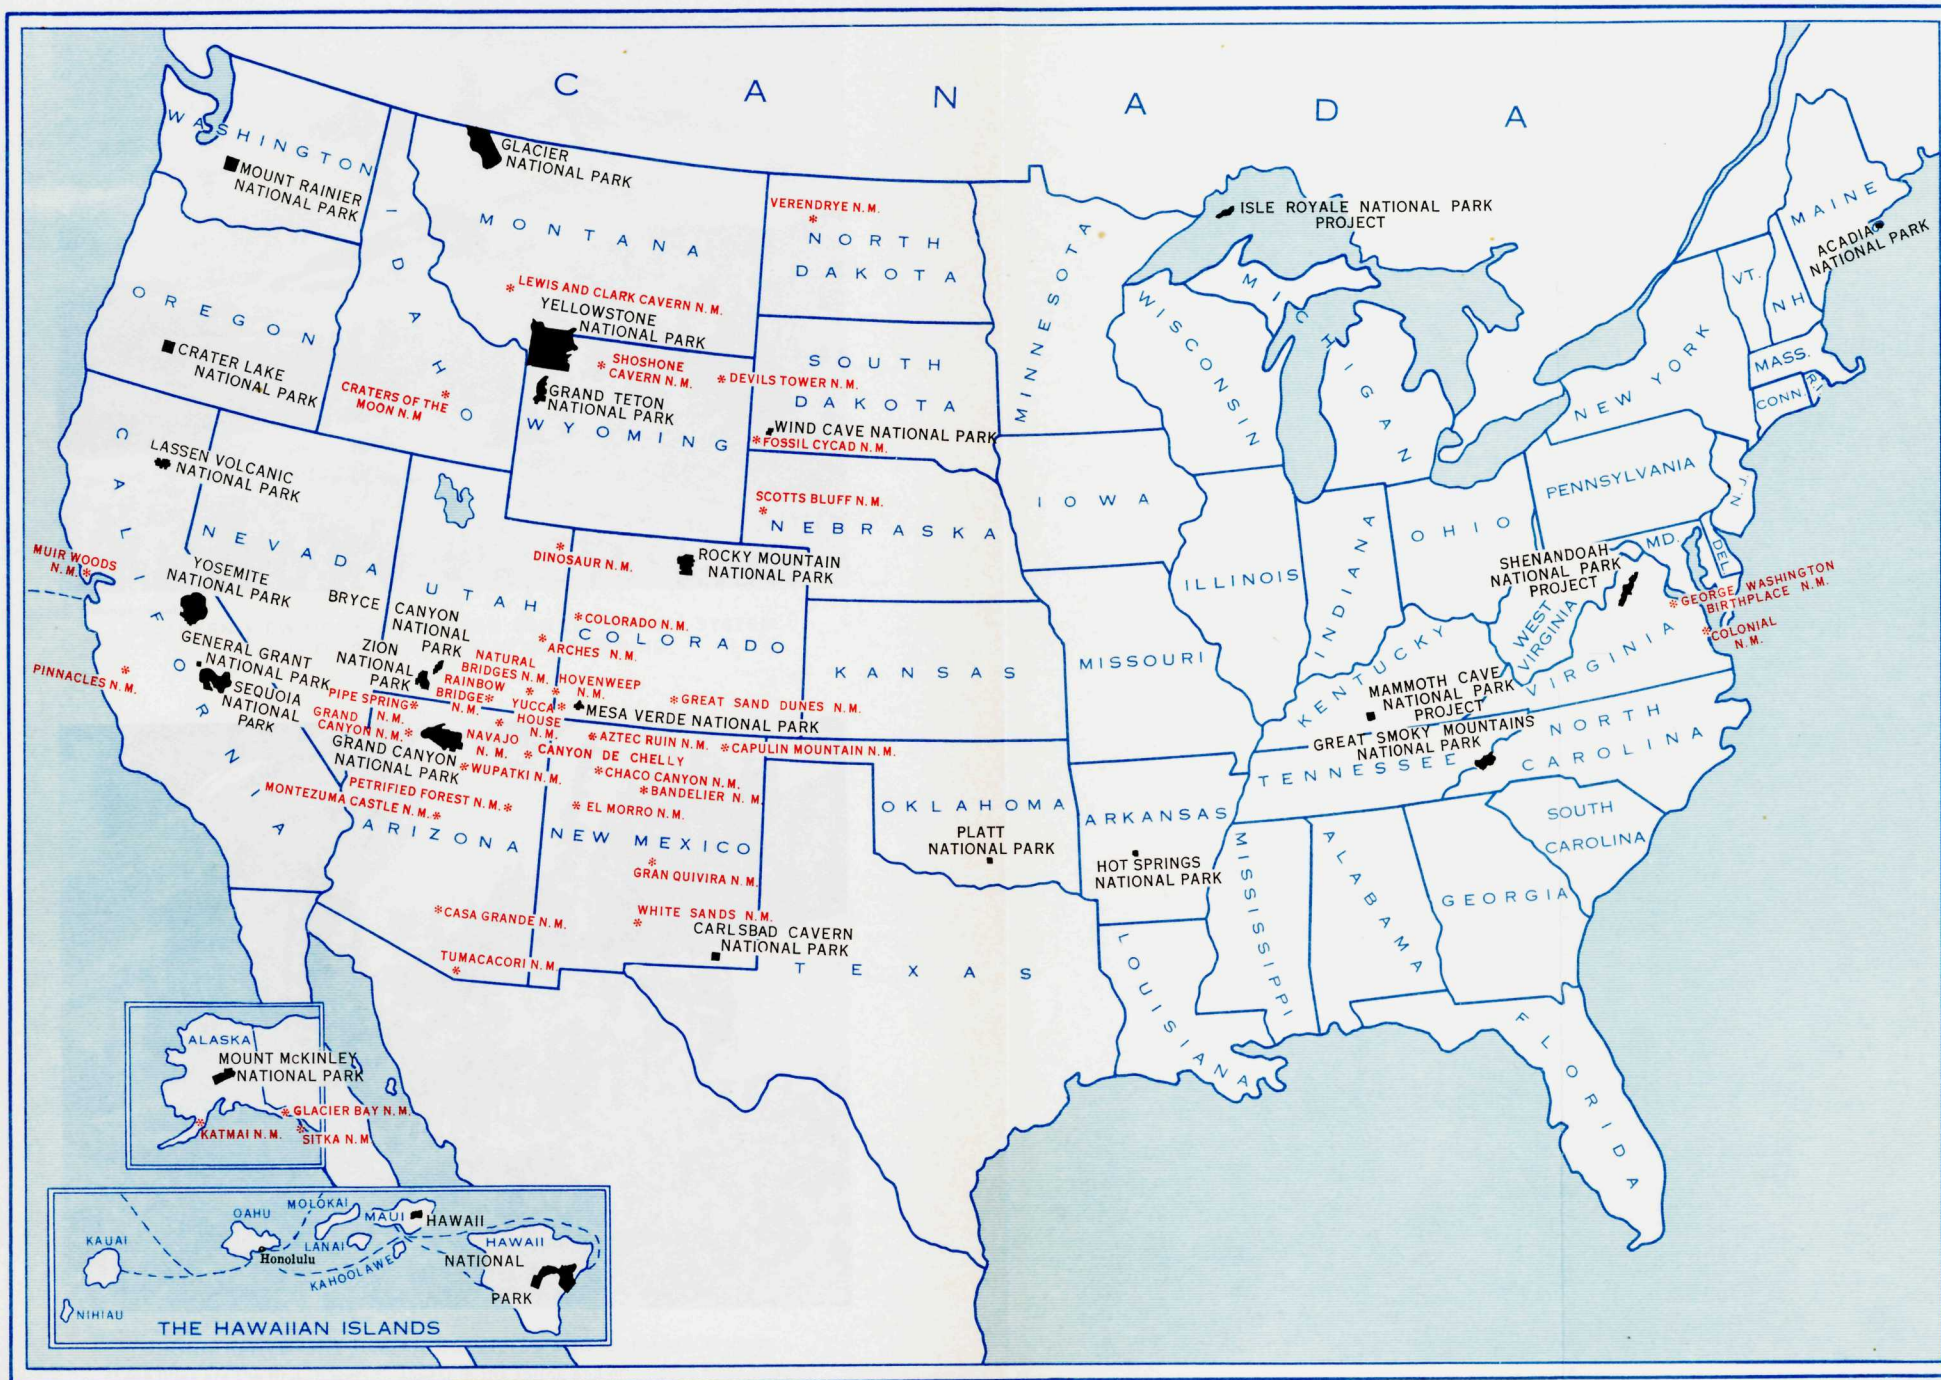 CANADA
WASHINGTON
MOUNT RAINIER
NATIONAL PARK
GLACIER
NATIONAL PARK
MONTANA
IDAHO
OREGON
CRATER LAKE
NATIONAL PARK
CRATERS OF THE
MOON N.M
LEWIS AND CLARK CAVERN N.M.
YELLOWSTONE
NATIONAL PARK
SHOSHONE
CAVERN N.M.
DEVILS TOWER N.M.
GRAND TETON
NATIONAL PARK
WYOMING
VERENDRYE N.M.
NORTH
DAKOTA
SOUTH
DAKOTA
WIND CAVE NATIONAL PARK
FOSSIL CYCAD N.M.
SCOTTS BLUFF N.M.
NEBRASKA
MINNESOTA
ISLE ROYALE NATIONAL PARK
PROJECT
WISCONSIN
MICHIGAN
IOWA
ILLINOIS
INDIANA
OHIO
MAINE
ACADIA
NATIONAL PARK
VT.
NH
MASS.
CONN.
R.I.
NEW YORK
PENNSYLVANIA
N.J.
MD.
DEL
SHENANDOAH
NATIONAL PARK
PROJECT
WEST
VIRGINIA
VIRGINIA
GEORGE WASHINGTON
BIRTHPLACE N.M.
COLONIAL
N.M.
LASSEN VOLCANIC
NATIONAL PARK
CALIFORNIA
NEVADA
MUIR WOODS
N.M.
YOSEMITE
NATIONAL PARK
GENERAL GRANT
NATIONAL PARK
SEQUOIA
NATIONAL
PARK
PINNACLES N.M.
UTAH
BRYCE
CANYON
NATIONAL
PARK
ZION
NATIONAL
PARK
DINOSAUR N.M.
ROCKY MOUNTAIN
NATIONAL PARK
COLORADO N.M.
COLORADO
ARCHES N.M.
NATURAL
BRIDGES N.M.
HOVENWEEP
N.M.
RAINBOW
BRIDGE
N.M.
YUCCA
HOUSE
N.M.
GREAT SAND DUNES N.M.
MESA VERDE NATIONAL PARK
PIPE SPRING
N.M.
GRAND
CANYON N.M.
GRAND CANYON
NATIONAL PARK
NAVAJO
N.M.
CANYON DE CHELLY
AZTEC RUIN N.M.
CAPULIN MOUNTAIN N.M.
WUPATKI N.M.
CHACO CANYON N.M.
BANDELIER N.M.
PETRIFIED FOREST N.M.
MONTEZUMA CASTLE N.M.
EL MORRO N.M.
ARIZONA
NEW MEXICO
GRAN QUIVIRA N.M.
CASA GRANDE N.M.
WHITE SANDS N.M.
CARLSBAD CAVERN
NATIONAL PARK
TUMACACORI N.M.
KANSAS
MISSOURI
KENTUCKY
MAMMOTH CAVE
NATIONAL PARK
PROJECT
GREAT SMOKY MOUNTAINS
NATIONAL PARK
TENNESSEE
NORTH
CAROLINA
SOUTH
CAROLINA
OKLAHOMA
PLATT
NATIONAL PARK
ARKANSAS
HOT SPRINGS
NATIONAL PARK
MISSISSIPPI
ALABAMA
GEORGIA
TEXAS
LOUISIANA
FLORIDA
ALASKA
MOUNT McKINLEY
NATIONAL PARK
GLACIER BAY N.M.
KATMAI N.M.
SITKA N.M
KAUAI
NIHIAU
OAHU
Honolulu
MOLOKAI
LANAI
MAUI
KAHOOLAWE
HAWAII
HAWAII
NATIONAL
PARK
THE HAWAIIAN ISLANDS